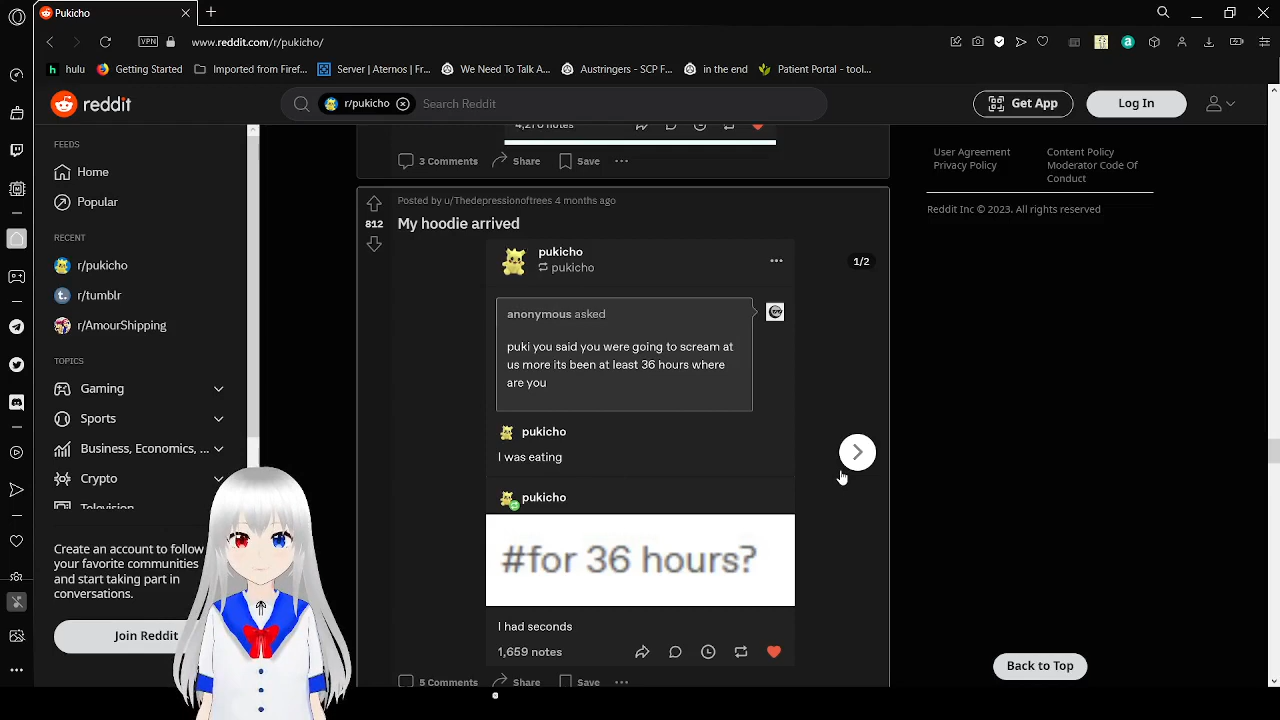 Pukicho
www.reddit.com/r/pukicho/
VPN
hulu
Getting Started
Imported from Firef...
Server | Aternos | Fr...
We Need To Talk A...
Austringers - SCP F...
in the end
Patient Portal - tool...
reddit
r/pukicho
Search Reddit
Get App
Log In
FEEDS
Home
Popular
RECENT
r/pukicho
r/tumblr
r/AmourShipping
TOPICS
Gaming
Sports
Business, Economics, ...
Crypto
Television
Create an account to follow
your favorite communities
and start taking part in
conversations.
Join Reddit
4,270 notes
3 Comments
Share
Save
Posted by u/Thedepressionoftrees 4 months ago
812
My hoodie arrived
pukicho
pukicho
1/2
anonymous asked
puki you said you were going to scream at
us more its been at least 36 hours where
are you
pukicho
I was eating
pukicho
#for 36 hours?
I had seconds
1,659 notes
5 Comments
Share
Save
User Agreement
Privacy Policy
Content Policy
Moderator Code Of
Conduct
Reddit Inc © 2023. All rights reserved
Back to Top